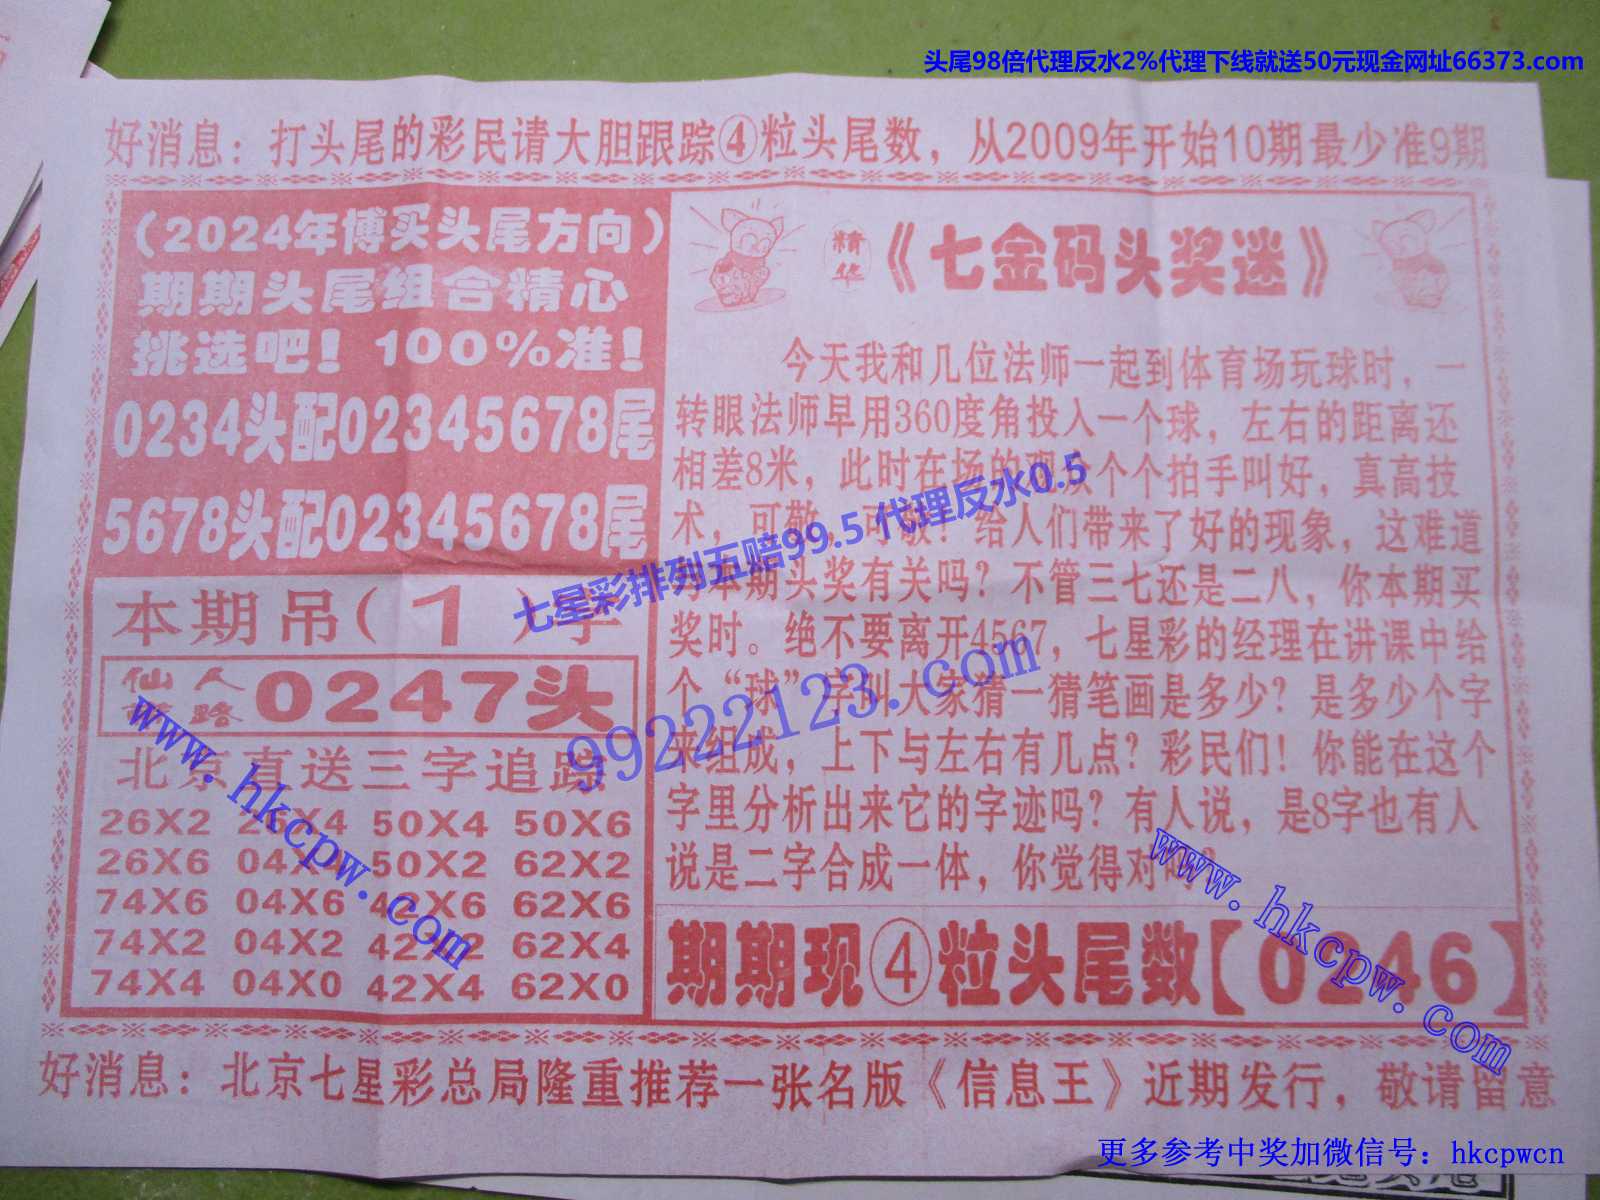 头尾98倍代理反水2%代理下线就送50元现金网址66373.com
好消息：打头尾的彩民请大胆跟踪④粒头尾数，从2009年开始10期最少准9期
（2024年博买头尾方向）
期期头尾组合精心
挑选吧！100%准！
0234头配02345678尾
5678头配02345678尾
本期吊（1）字
仙人 路 0247头
北京直送三字追踪
26X2 26X4 50X4 50X6
26X6 04X 50X2 62X2
74X6 04X6 42X6 62X6
74X2 04X2 42X2 62X4
74X4 04X0 42X4 62X0
精华 《七金码头奖迷》
今天我和几位法师一起到体育场玩球时，一
转眼法师早用360度角投入一个球，左右的距离还
相差8米，此时在场的观众个个拍手叫好，真高技
术，可敬，可敬！给人们带来了好的现象，这难道
与本期头奖有关吗？不管三七还是二八，你本期买
奖时。绝不要离开4567，七星彩的经理在讲课中给
个“球”字叫大家猜一猜笔画是多少？是多少个字
来组成，上下与左右有几点？彩民们！你能在这个
字里分析出来它的字迹吗？有人说，是8字也有人
说是二字合成一体，你觉得对吗？
期期现④粒头尾数【0246】
好消息：北京七星彩总局隆重推荐一张名版《信息王》近期发行，敬请留意
七星彩排列五赔99.5 代理反水0.5
99222123.com
www.hkcpw.com
www.hkcpw.com
更多参考中奖加微信号：hkcpwcn